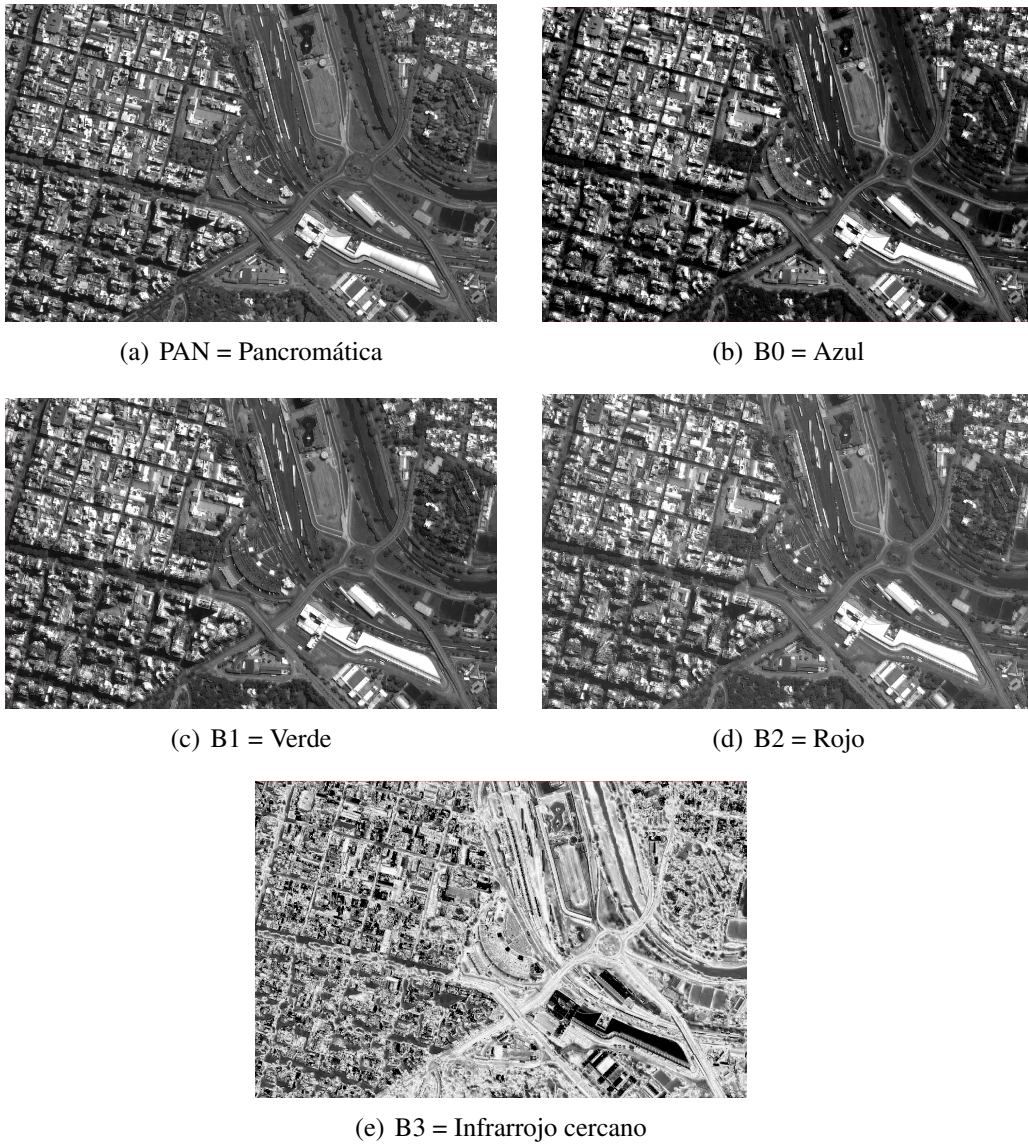 (a) PAN = Pancromática
(b) B0 = Azul
(c) B1 = Verde
(d) B2 = Rojo
(e) B3 = Infrarrojo cercano